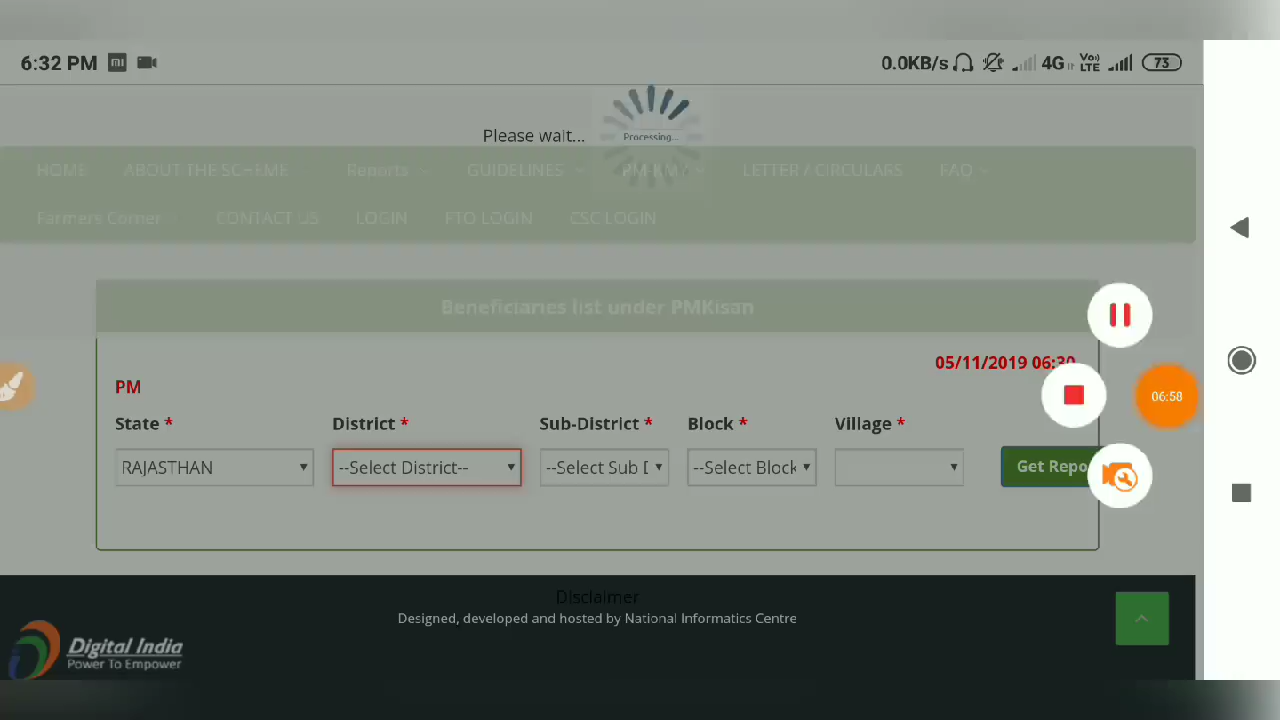 6:32 PM
0.0KB/s 4G VoLTE 73
Please wait...
Processing...
HOME ABOUT THE SCHEME Reports GUIDELINES PM-KMY LETTER / CIRCULARS FAQ
Farmers Corner CONTACT US LOGIN FTO LOGIN CSC LOGIN
Beneficiaries list under PMKisan
05/11/2019 06:30
PM
State * District * Sub-District * Block * Village *
RAJASTHAN --Select District-- --Select Sub D --Select Block Get Repo
06:58
Disclaimer
Designed, developed and hosted by National Informatics Centre
Digital India
Power To Empower